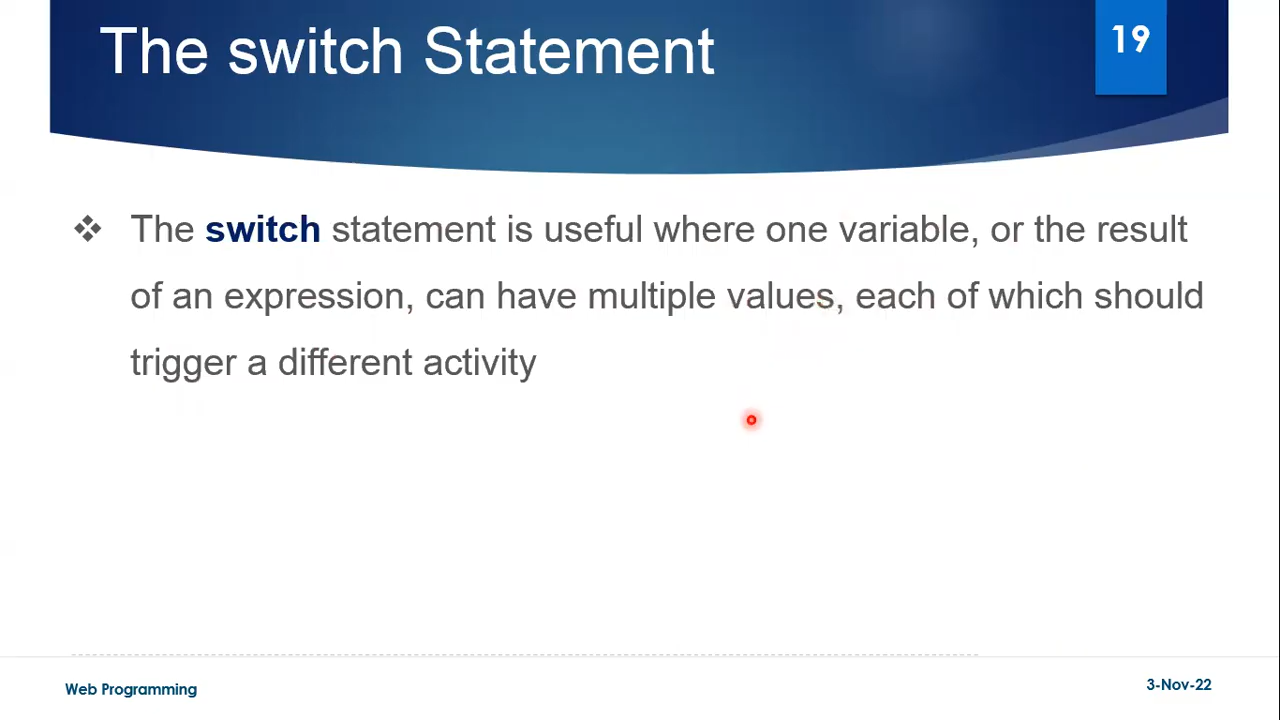 The switch Statement
19
The switch statement is useful where one variable, or the result
of an expression, can have multiple values, each of which should
trigger a different activity
Web Programming
3-Nov-22